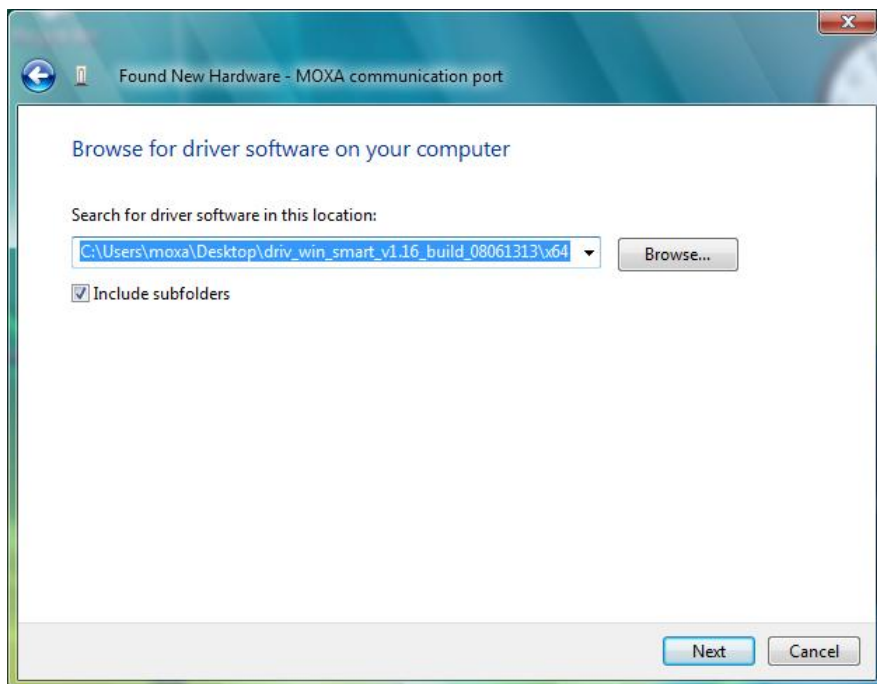 Found New Hardware - MOXA communication port
Browse for driver software on your computer
Search for driver software in this location:
C:\Users\moxa\Desktop\driv_win_smart_v1.16_build_08061313\x64
Browse...
Include subfolders
Next
Cancel